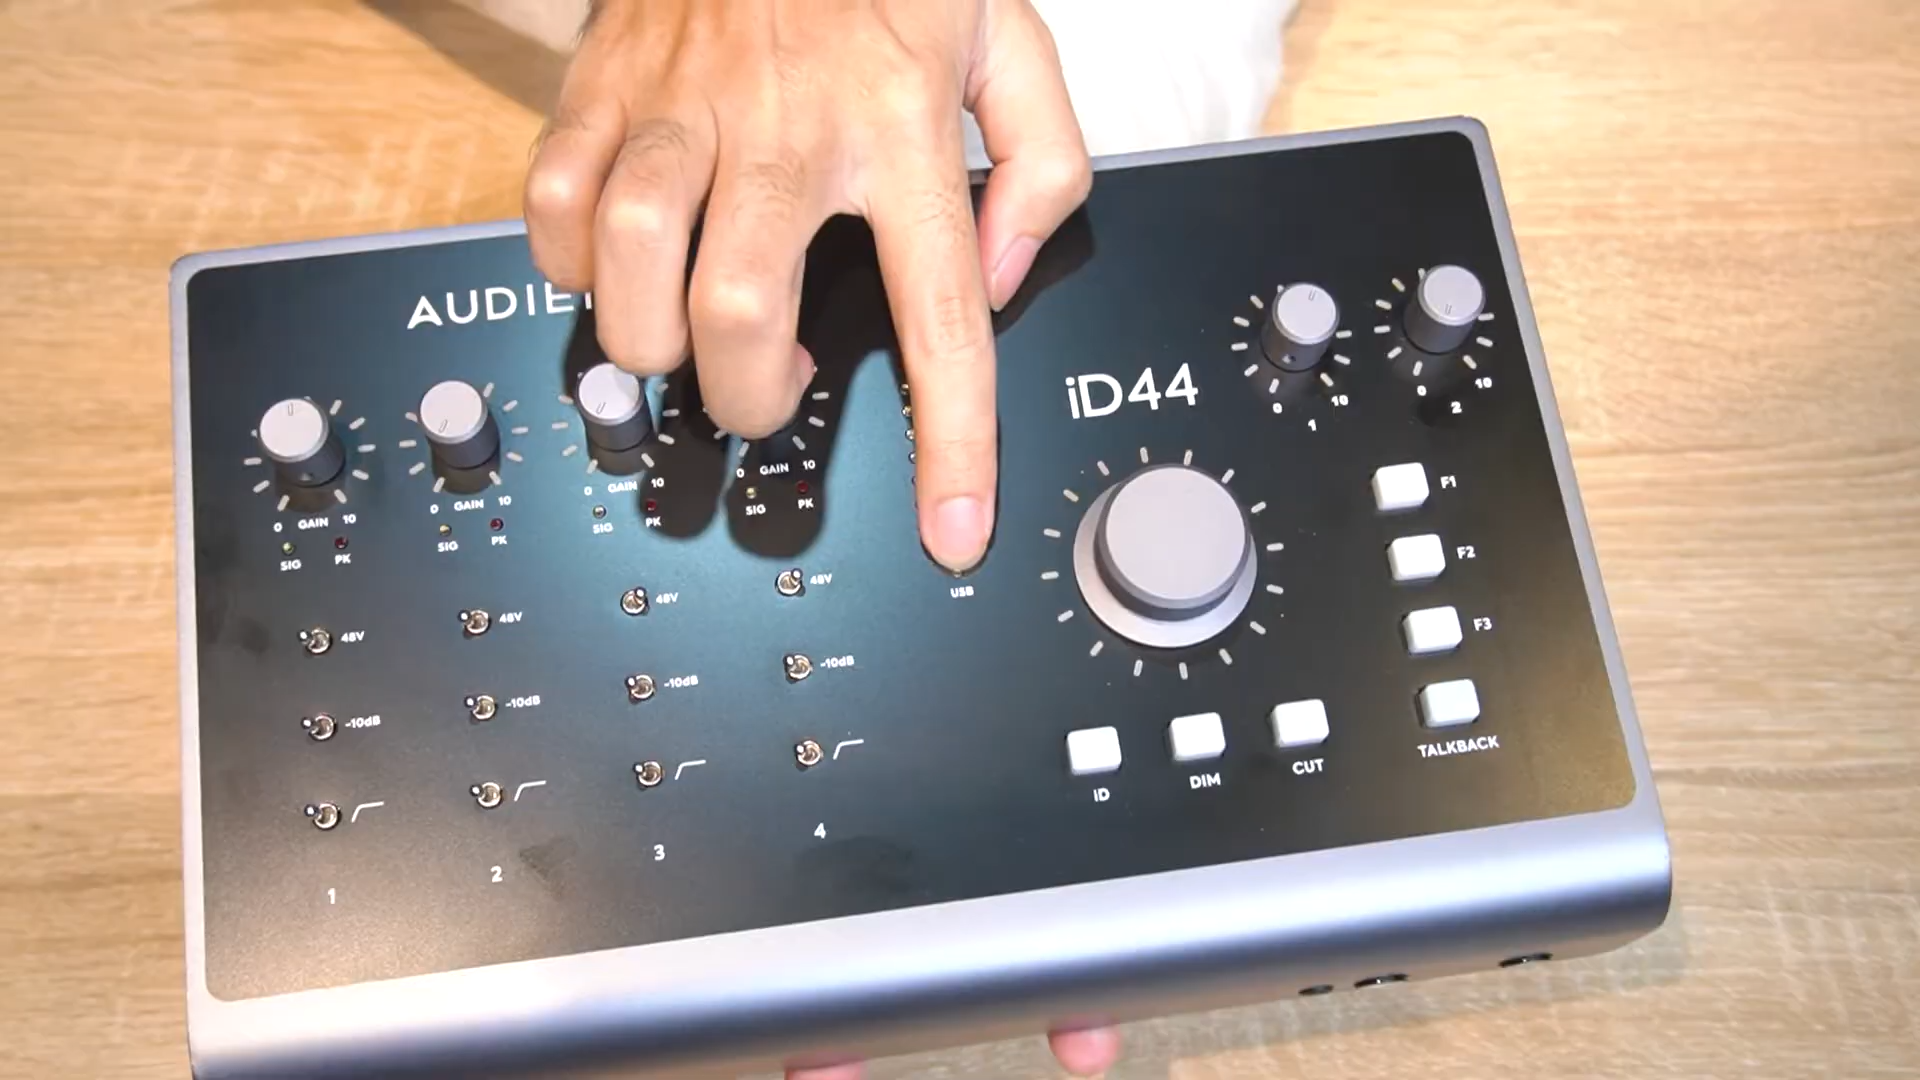 AUDIE
iD44
0 10
1
0 10
2
0 GAIN 10
SIG PK
0 GAIN 10
SIG PK
0 GAIN 10
SIG PK
0 GAIN 10
SIG PK
48V
48V
48V
48V
USB
-10dB
-10dB
-10dB
-10dB
F1
F2
F3
TALKBACK
iD
DIM
CUT
1
2
3
4